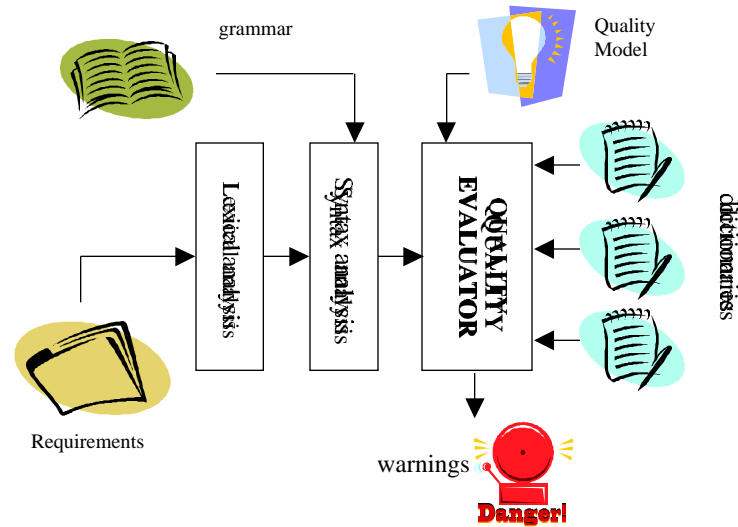 grammar
Quality
Model
Lexical analysis
Syntax analysis
QUALITY
EVALUATOR
dictionaries
Requirements
warnings
Danger!